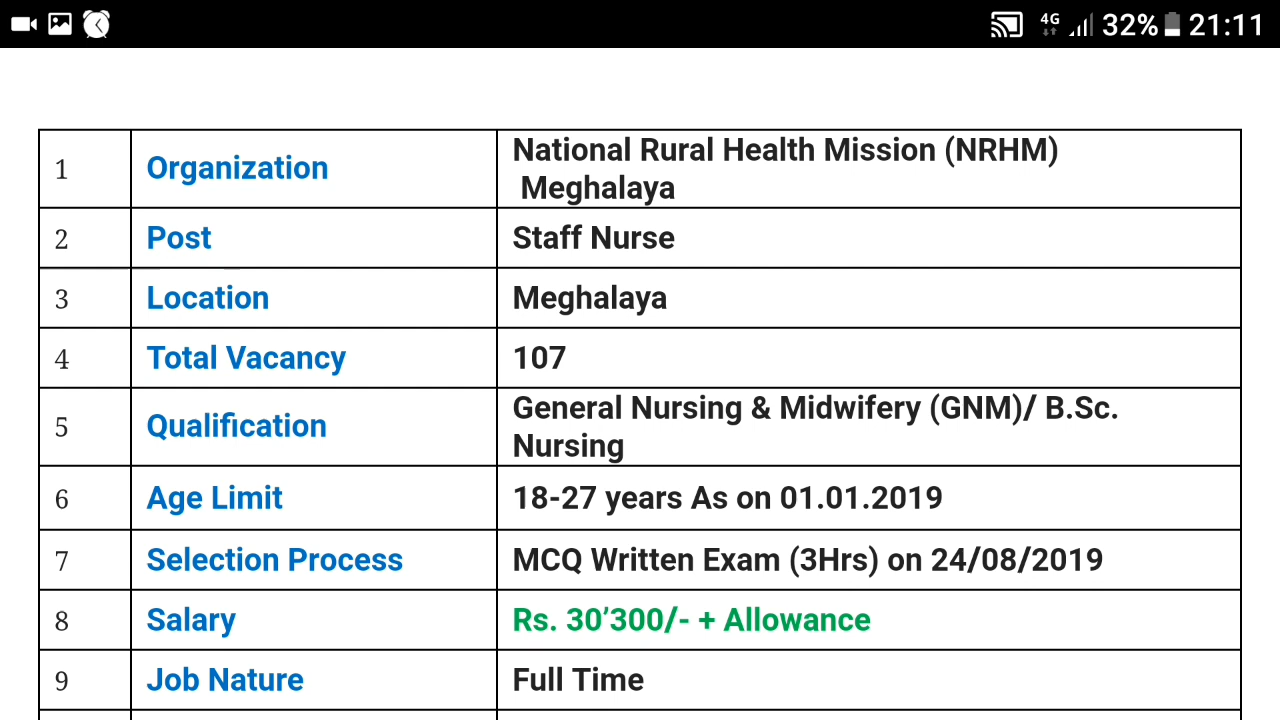 4G 32% 21:11
1 Organization National Rural Health Mission (NRHM)
Meghalaya
2 Post Staff Nurse
3 Location Meghalaya
4 Total Vacancy 107
5 Qualification General Nursing & Midwifery (GNM)/ B.Sc.
Nursing
6 Age Limit 18-27 years As on 01.01.2019
7 Selection Process MCQ Written Exam (3Hrs) on 24/08/2019
8 Salary Rs. 30’300/- + Allowance
9 Job Nature Full Time